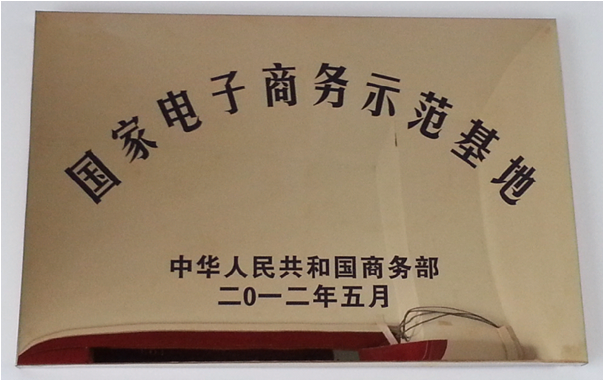 国家电子商务示范基地
中华人民共和国商务部
二0一二年五月